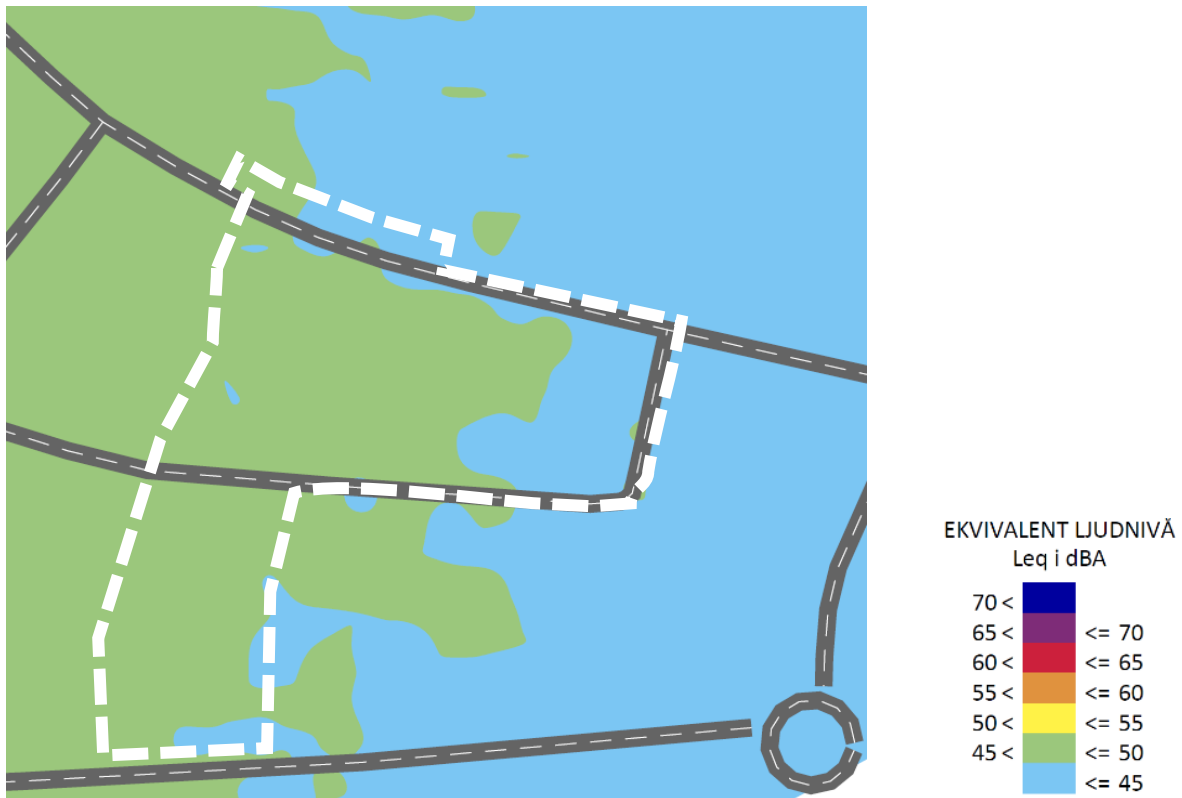 EKVIVALENT LJUDNIVÅ
Leq i dBA
70 <
65 < <= 70
60 < <= 65
55 < <= 60
50 < <= 55
45 < <= 50
<= 45